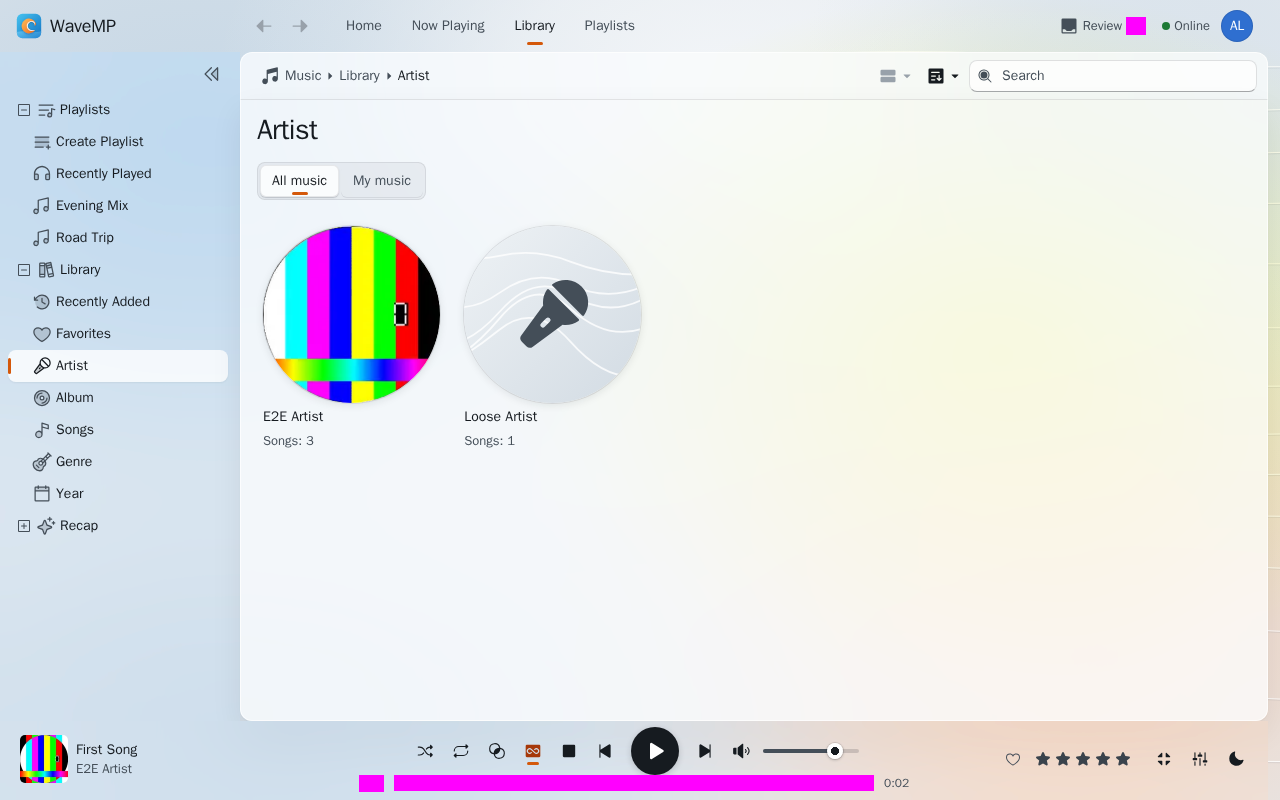 WaveMP
Home
Now Playing
Library
Playlists
Review
Online
AL
Music
Library
Artist
Search
Playlists
Create Playlist
Recently Played
Evening Mix
Road Trip
Library
Recently Added
Favorites
Artist
Album
Songs
Genre
Year
Recap
Artist
All music
My music
E2E Artist
Songs: 3
Loose Artist
Songs: 1
First Song
E2E Artist
0:02